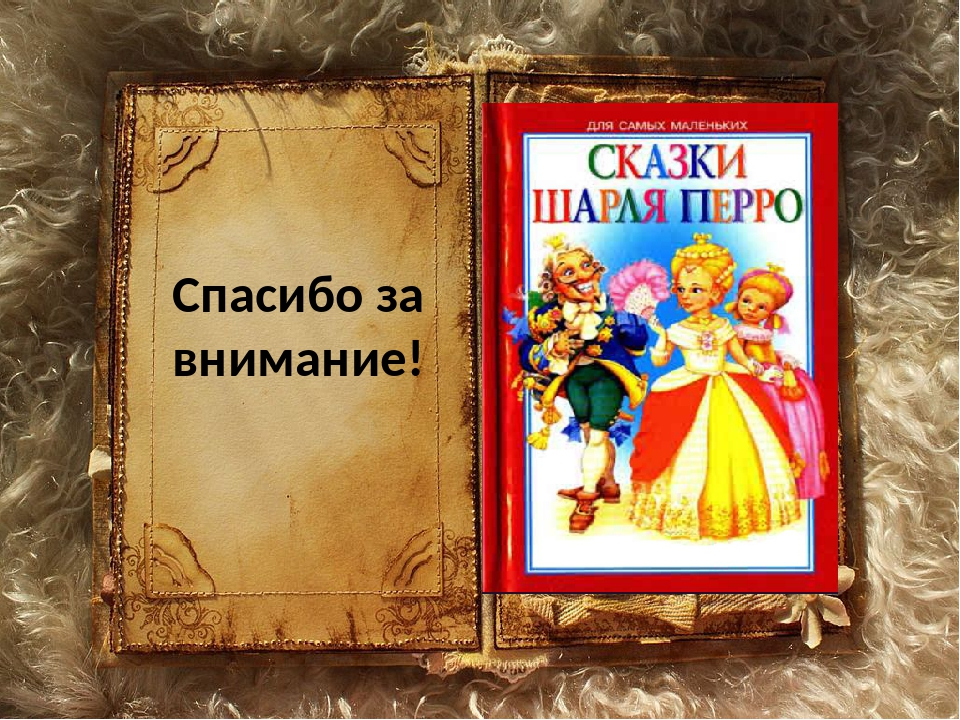 Спасибо за
внимание!
ДЛЯ САМЫХ МАЛЕНЬКИХ
СКАЗКИ
ШАРЛЯ ПЕРРО